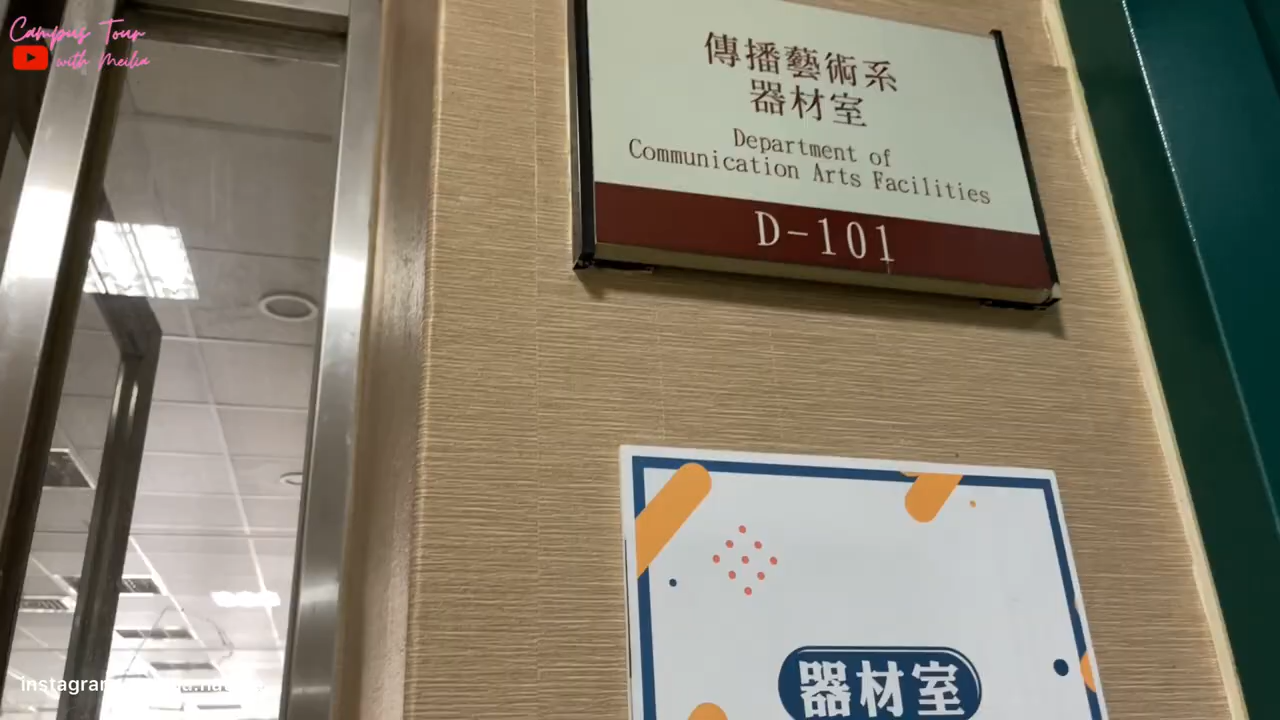 Campus Tour
with Meilia
傳播藝術系
器材室
Department of
Communication Arts Facilities
D-101
器材室